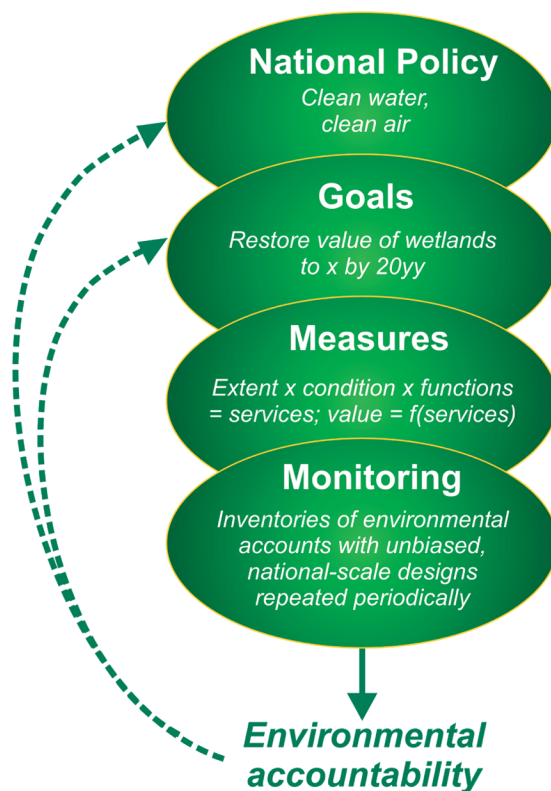 National Policy
Clean water,
clean air
Goals
Restore value of wetlands
to x by 20yy
Measures
Extent x condition x functions
= services; value = f(services)
Monitoring
Inventories of environmental
accounts with unbiased,
national-scale designs
repeated periodically
Environmental
accountability